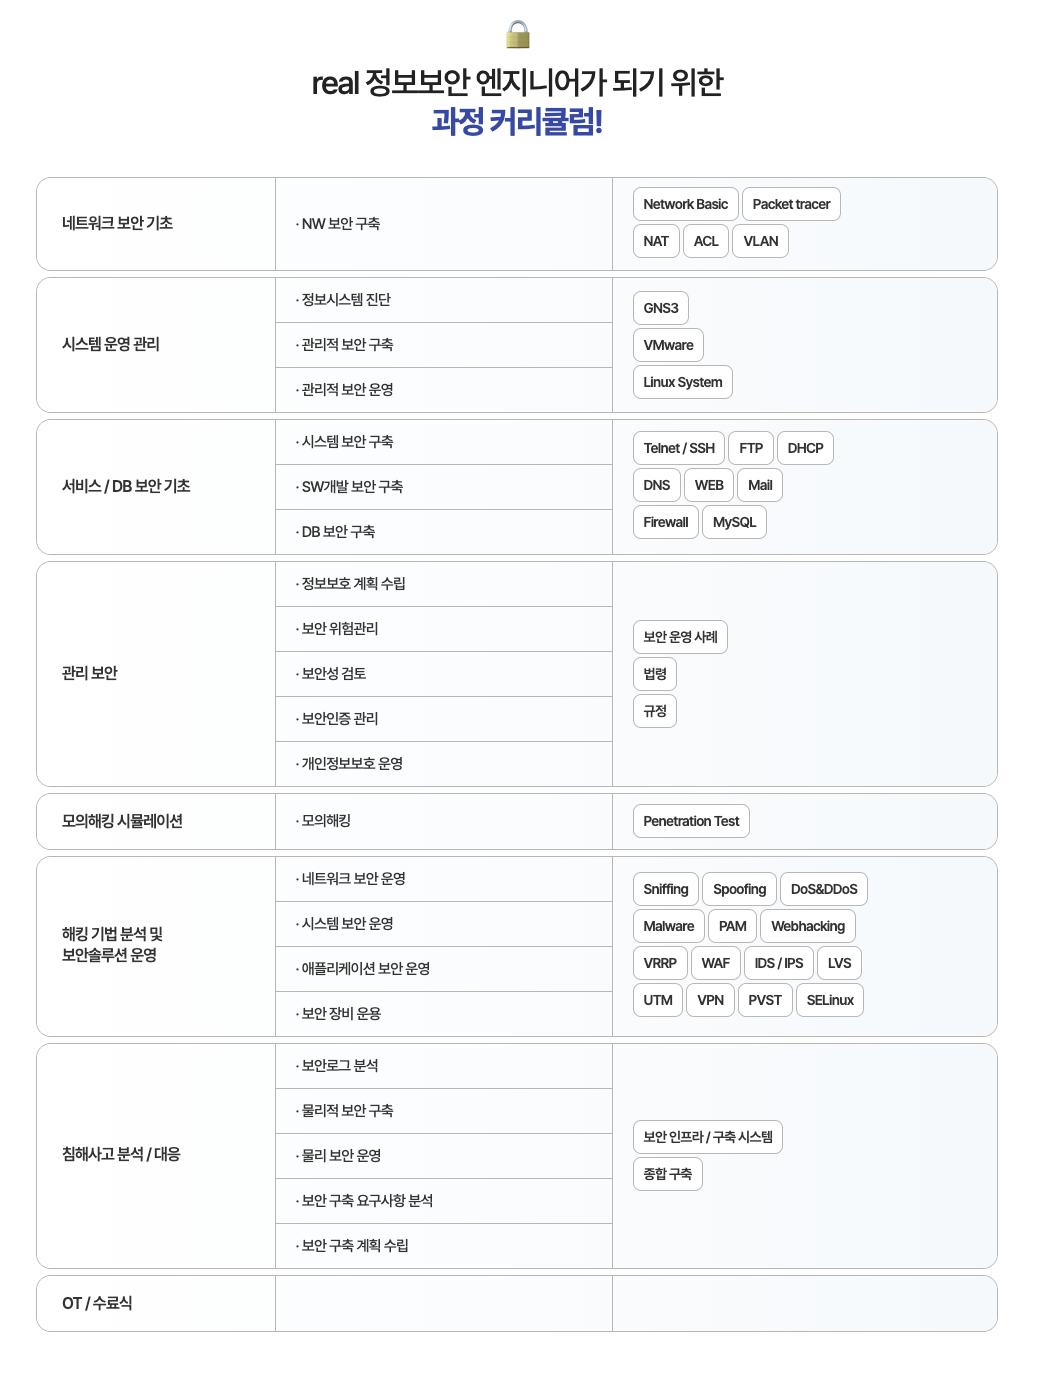 real 정보보안 엔지니어가 되기 위한
과정 커리큘럼!
네트워크 보안 기초
· NW 보안 구축
Network Basic Packet tracer
NAT ACL VLAN
시스템 운영 관리
· 정보시스템 진단
· 관리적 보안 구축
· 관리적 보안 운영
GNS3
VMware
Linux System
서비스 / DB 보안 기초
· 시스템 보안 구축
· SW개발 보안 구축
· DB 보안 구축
Telnet / SSH FTP DHCP
DNS WEB Mail
Firewall MySQL
관리 보안
· 정보보호 계획 수립
· 보안 위험관리
· 보안성 검토
· 보안인증 관리
· 개인정보보호 운영
보안 운영 사례
법령
규정
모의해킹 시뮬레이션
· 모의해킹
Penetration Test
해킹 기법 분석 및
보안솔루션 운영
· 네트워크 보안 운영
· 시스템 보안 운영
· 애플리케이션 보안 운영
· 보안 장비 운용
Sniffing Spoofing DoS&DDoS
Malware PAM Webhacking
VRRP WAF IDS / IPS LVS
UTM VPN PVST SELinux
침해사고 분석 / 대응
· 보안로그 분석
· 물리적 보안 구축
· 물리 보안 운영
· 보안 구축 요구사항 분석
· 보안 구축 계획 수립
보안 인프라 / 구축 시스템
종합 구축
OT / 수료식